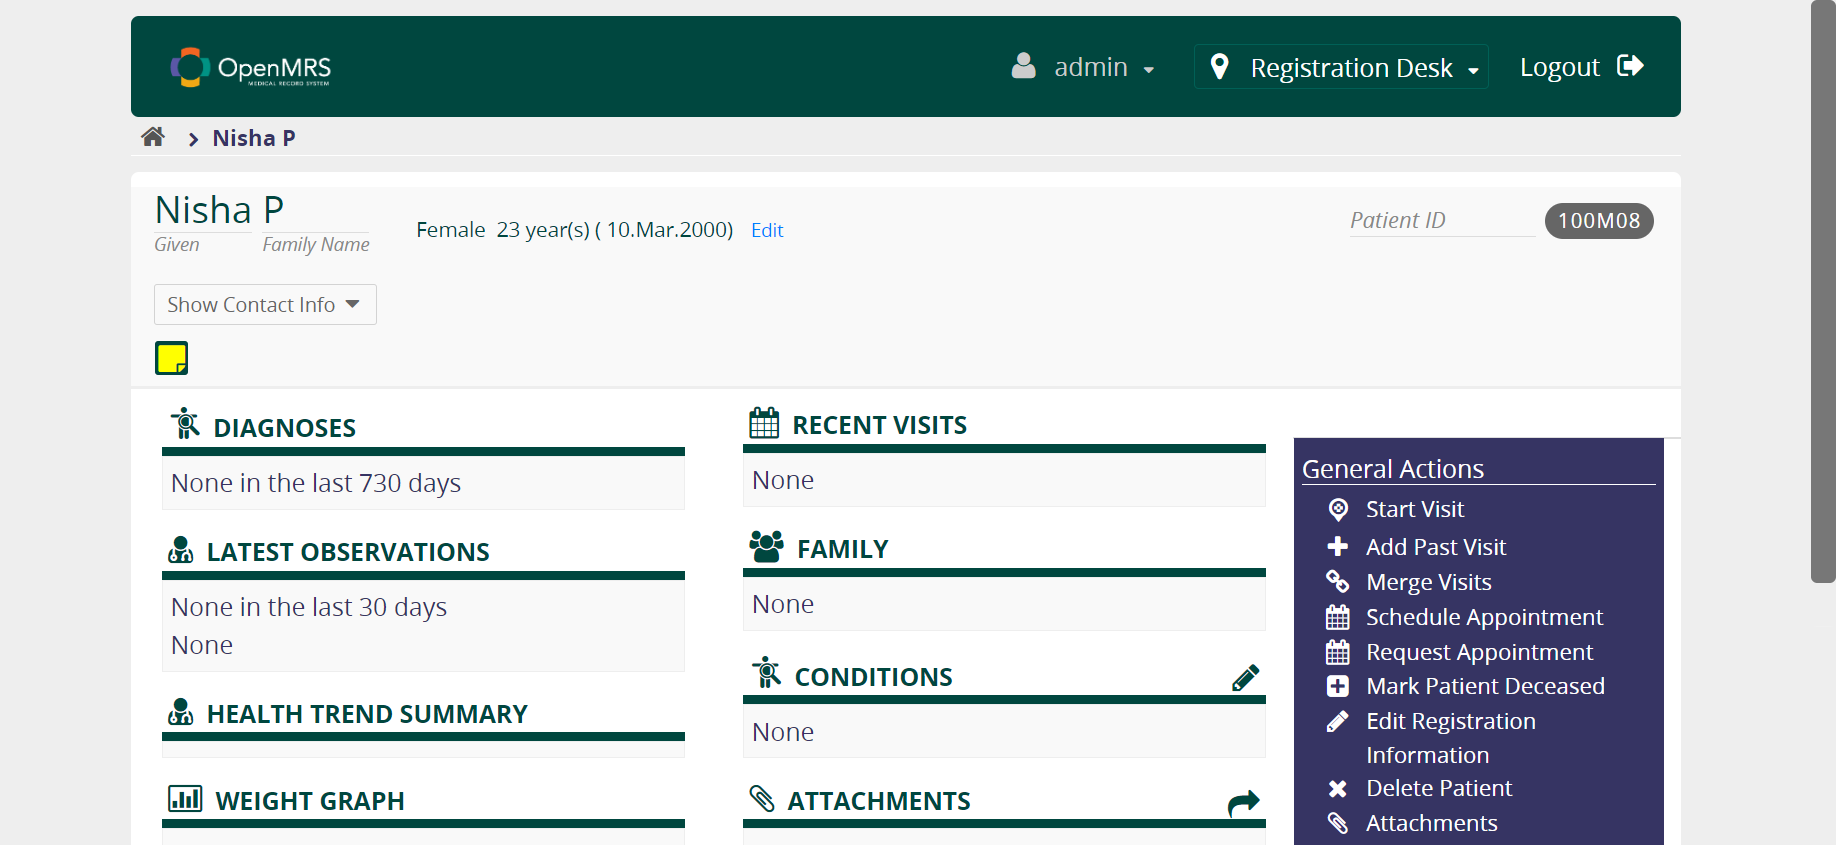 OpenMRS
MEDICAL RECORD SYSTEM
admin
Registration Desk
Logout
Nisha P
Nisha P
Given Family Name
Female 23 year(s) ( 10.Mar.2000) Edit
Patient ID 100M08
Show Contact Info
DIAGNOSES
None in the last 730 days
LATEST OBSERVATIONS
None in the last 30 days
None
HEALTH TREND SUMMARY
WEIGHT GRAPH
RECENT VISITS
None
FAMILY
None
CONDITIONS
None
ATTACHMENTS
General Actions
Start Visit
Add Past Visit
Merge Visits
Schedule Appointment
Request Appointment
Mark Patient Deceased
Edit Registration
Information
Delete Patient
Attachments